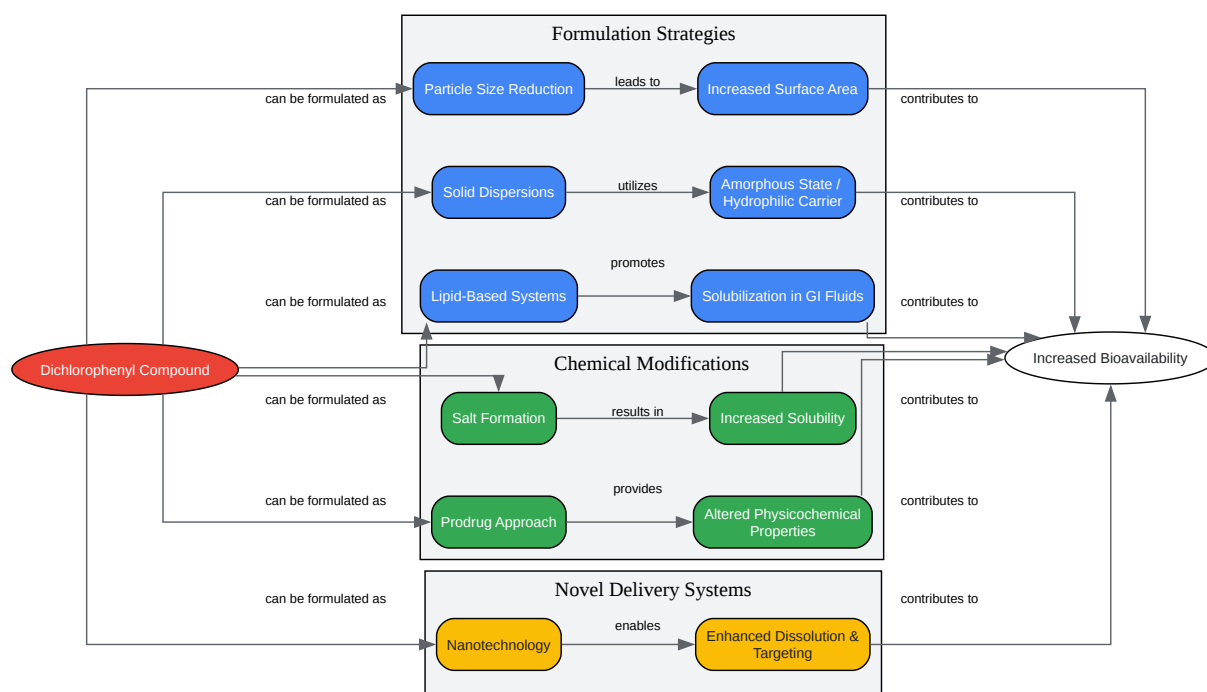 Formulation Strategies
can be formulated as
Particle Size Reduction
leads to
Increased Surface Area
contributes to
can be formulated as
Solid Dispersions
utilizes
Amorphous State /
Hydrophilic Carrier
contributes to
can be formulated as
Lipid-Based Systems
promotes
Solubilization in GI Fluids
contributes to
Dichlorophenyl Compound
Increased Bioavailability
Chemical Modifications
can be formulated as
Salt Formation
results in
Increased Solubility
contributes to
can be formulated as
Prodrug Approach
provides
Altered Physicochemical
Properties
contributes to
Novel Delivery Systems
can be formulated as
Nanotechnology
enables
Enhanced Dissolution &
Targeting
contributes to